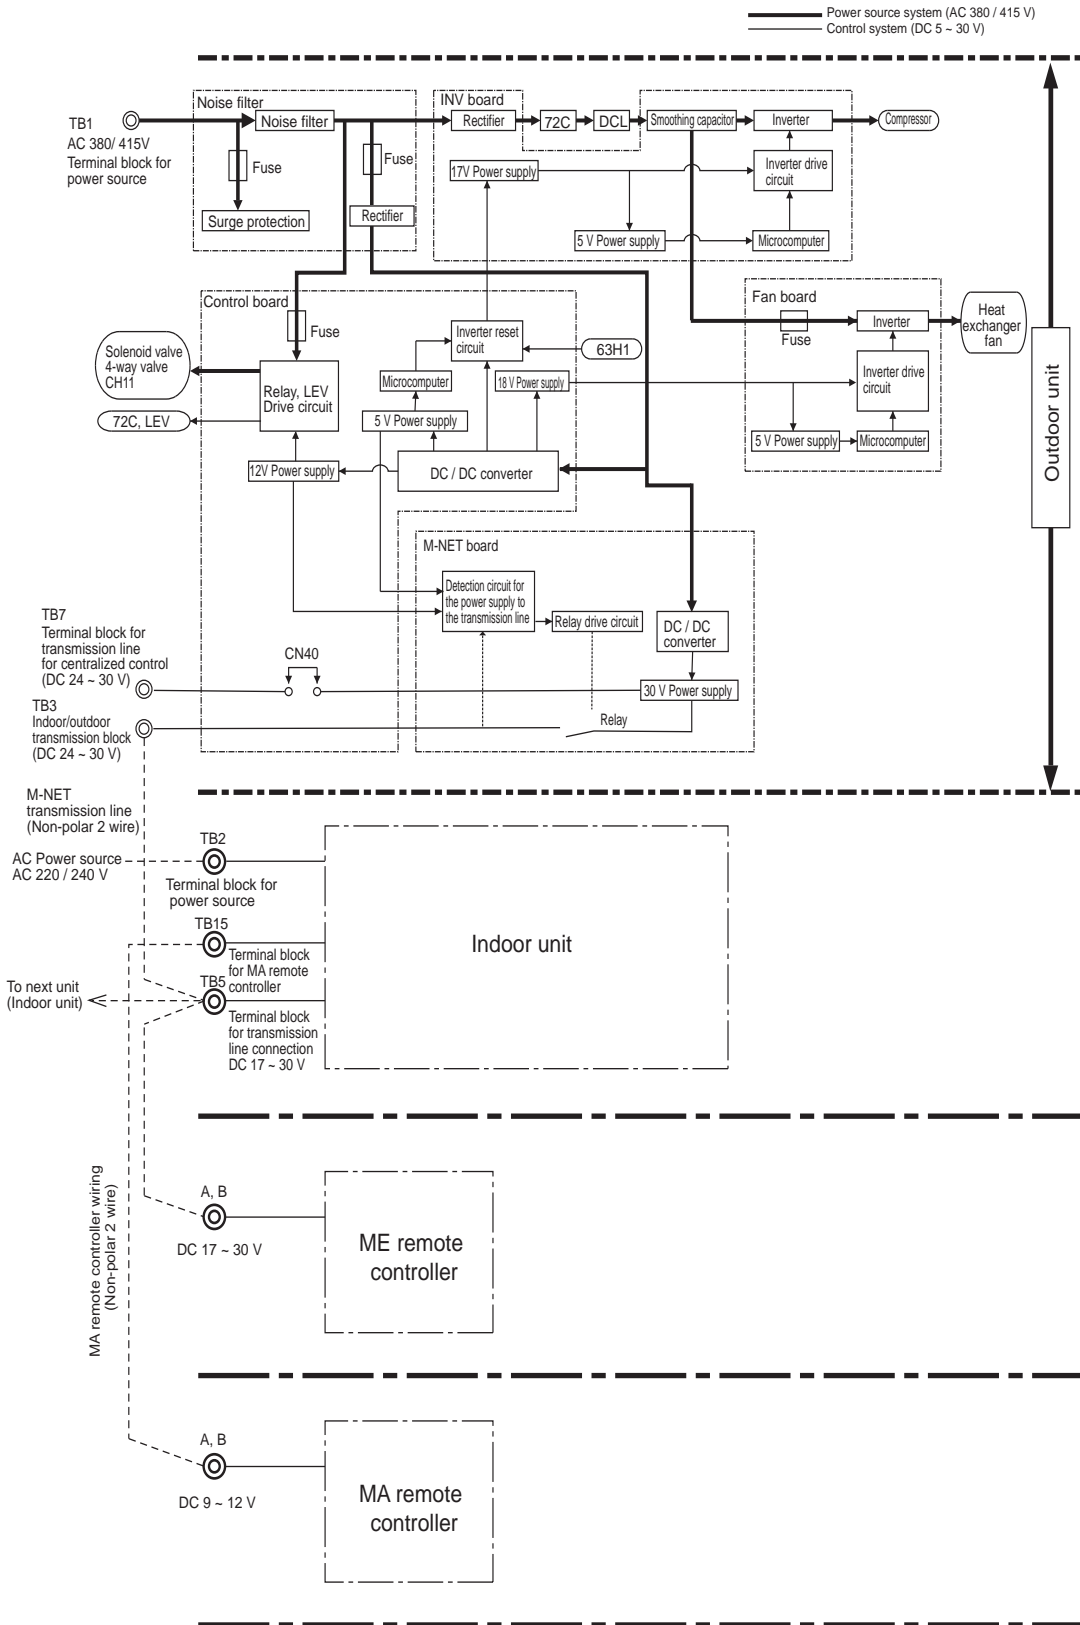 Power source system (AC 380 / 415 V)
Control system (DC 5 ~ 30 V)
Noise filter
INV board
TB1
AC 380/ 415V
Terminal block for
power source
Noise filter
Rectifier
72C
DCL
Smoothing capacitor
Inverter
Compressor
Fuse
Fuse
17V Power supply
Inverter drive
circuit
Surge protection
Rectifier
5 V Power supply
Microcomputer
Control board
Fan board
Fuse
Inverter reset
circuit
63H1
Fuse
Inverter
Heat
exchanger
fan
Solenoid valve
4-way valve
CH11
Relay, LEV
Drive circuit
Microcomputer
18 V Power supply
Inverter drive
circuit
72C, LEV
5 V Power supply
5 V Power supply
Microcomputer
12V Power supply
DC / DC converter
Outdoor unit
M-NET board
Detection circuit for
the power supply to
the transmission line
Relay drive circuit
DC / DC
converter
TB7
Terminal block for
transmission line
for centralized control
(DC 24 ~ 30 V)
CN40
30 V Power supply
TB3
Indoor/outdoor
transmission block
(DC 24 ~ 30 V)
Relay
M-NET
transmission line
(Non-polar 2 wire)
TB2
AC Power source
AC 220 / 240 V
Terminal block for
power source
TB15
Terminal block
for MA remote
controller
Indoor unit
To next unit
(Indoor unit)
TB5
Terminal block
for transmission
line connection
DC 17 ~ 30 V
MA remote controller wiring
(Non-polar 2 wire)
A, B
DC 17 ~ 30 V
ME remote
controller
A, B
DC 9 ~ 12 V
MA remote
controller